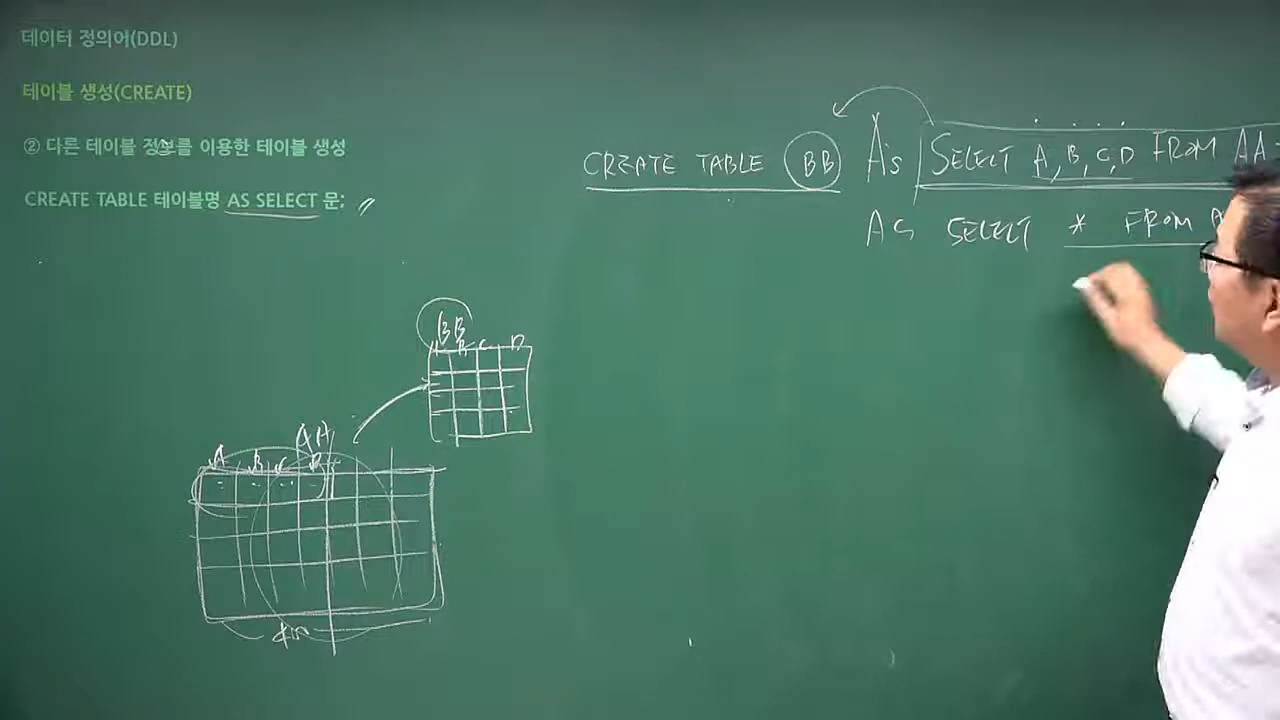 데이터 정의어(DDL)
테이블 생성(CREATE)
② 다른 테이블 정보를 이용한 테이블 생성
CREATE TABLE 테이블명 AS SELECT 문;
CREATE TABLE BB AS SELECT A, B, C, D FROM AA
AS SELECT * FROM A
BB
B C D
AA
A B C D